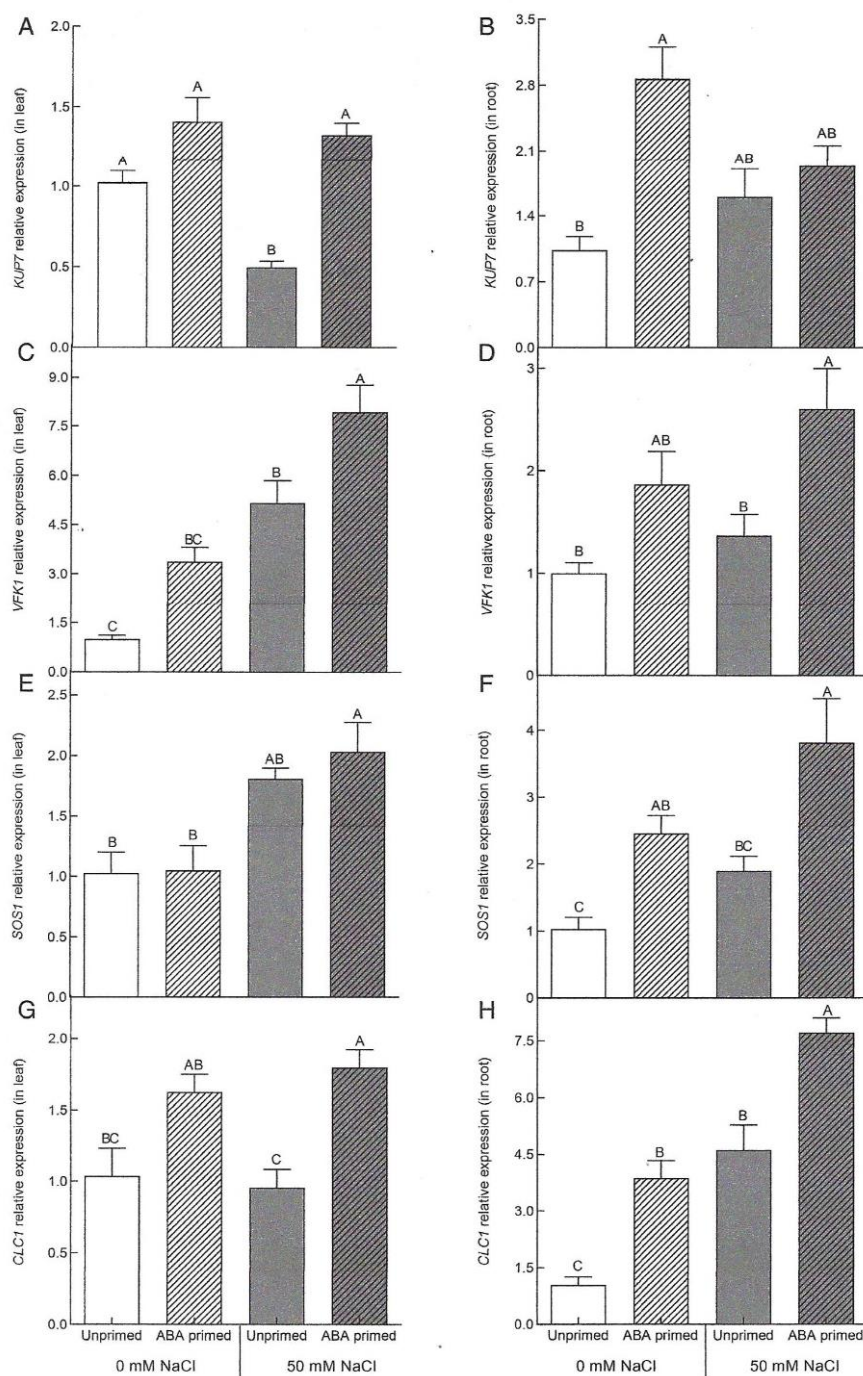 A
2.0
1.5
1.0
0.5
0.0
KUP7 relative expression (in leaf)
A
A
B
A
B
3.5
2.8
2.1
1.4
0.7
0.0
KUP7 relative expression (in root)
B
A
AB
AB
C
9.0
7.5
6.0
4.5
3.0
1.5
0.0
VFK1 relative expression (in leaf)
C
BC
B
A
D
3
2
1
0
VFK1 relative expression (in root)
B
AB
B
A
E
2.5
2.0
1.5
1.0
0.5
0.0
SOS1 relative expression (in leaf)
B
B
AB
A
F
4
3
2
1
0
SOS1 relative expression (in root)
C
AB
BC
A
G
2.0
1.5
1.0
0.5
0.0
CLC1 relative expression (in leaf)
BC
AB
C
A
H
7.5
4.5
3.0
1.5
0.0
CLC1 relative expression (in root)
C
B
B
A
Unprimed ABA primed Unprimed ABA primed
0 mM NaCl 50 mM NaCl
Unprimed ABA primed Unprimed ABA primed
0 mM NaCl 50 mM NaCl